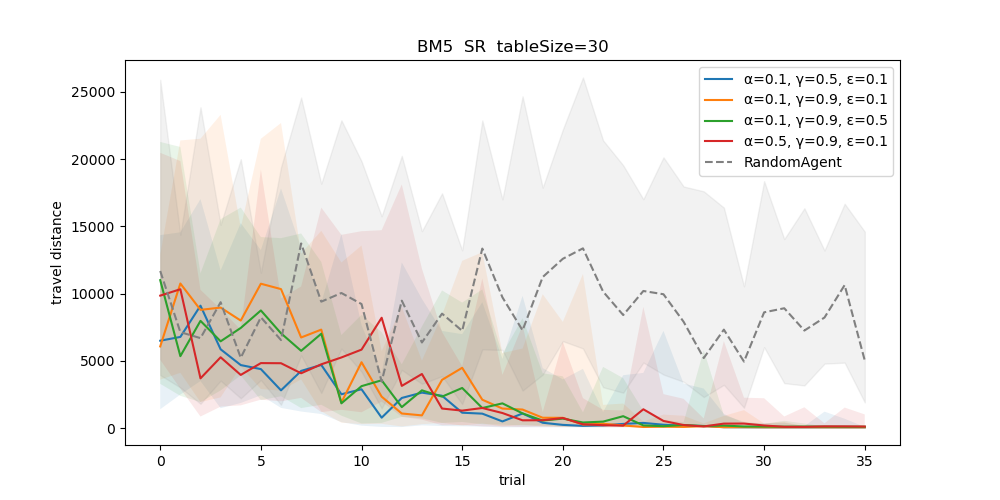 BM5  SR  tableSize=30
25000
20000
15000
10000
5000
0
travel distance
0 5 10 15 20 25 30 35
trial
α=0.1, γ=0.5, ε=0.1
α=0.1, γ=0.9, ε=0.1
α=0.1, γ=0.9, ε=0.5
α=0.5, γ=0.9, ε=0.1
RandomAgent